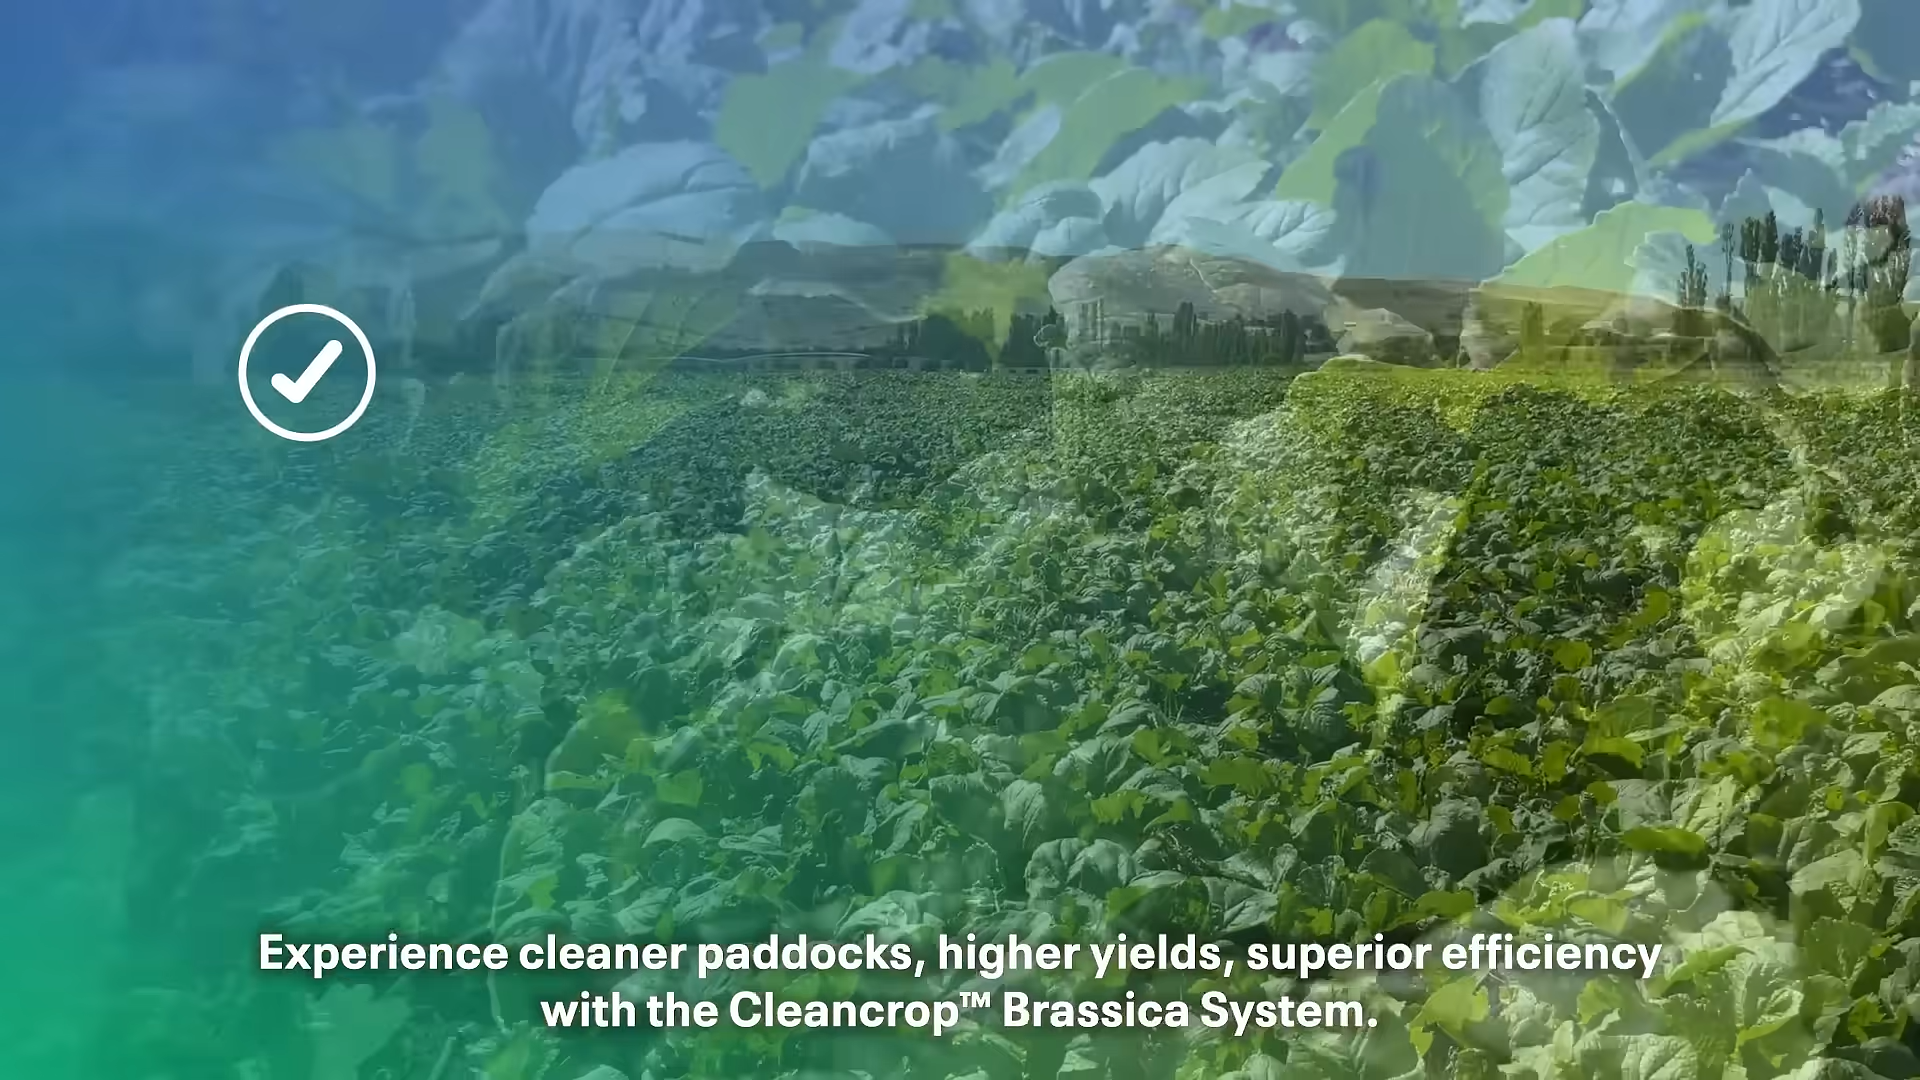 Experience cleaner paddocks, higher yields, superior efficiency
with the Cleancrop™ Brassica System.